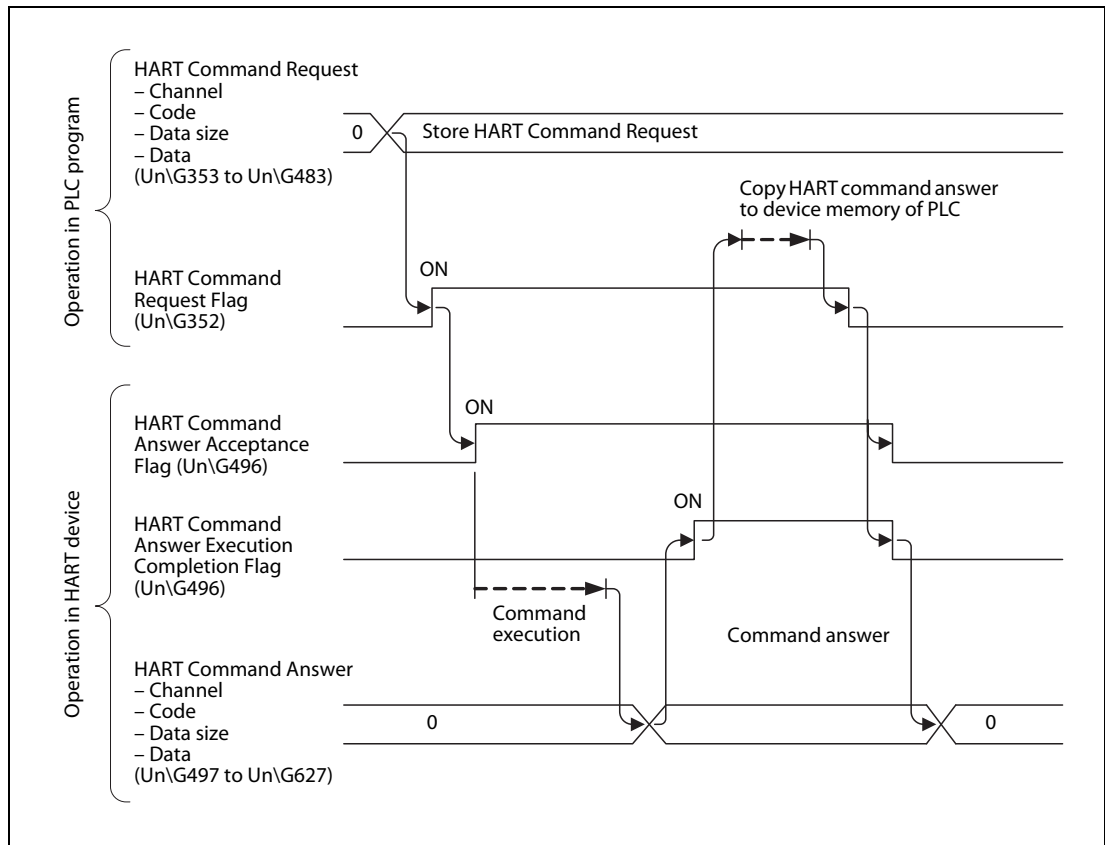 Operation in PLC program
HART Command Request
– Channel
– Code
– Data size
– Data
(Un\G353 to Un\G483)
0
Store HART Command Request
Copy HART command answer
to device memory of PLC
HART Command
Request Flag
(Un\G352)
ON
Operation in HART device
HART Command
Answer Acceptance
Flag (Un\G496)
ON
HART Command
Answer Execution
Completion Flag
(Un\G496)
ON
Command
execution
Command answer
HART Command Answer
– Channel
– Code
– Data size
– Data
(Un\G497 to Un\G627)
0
0